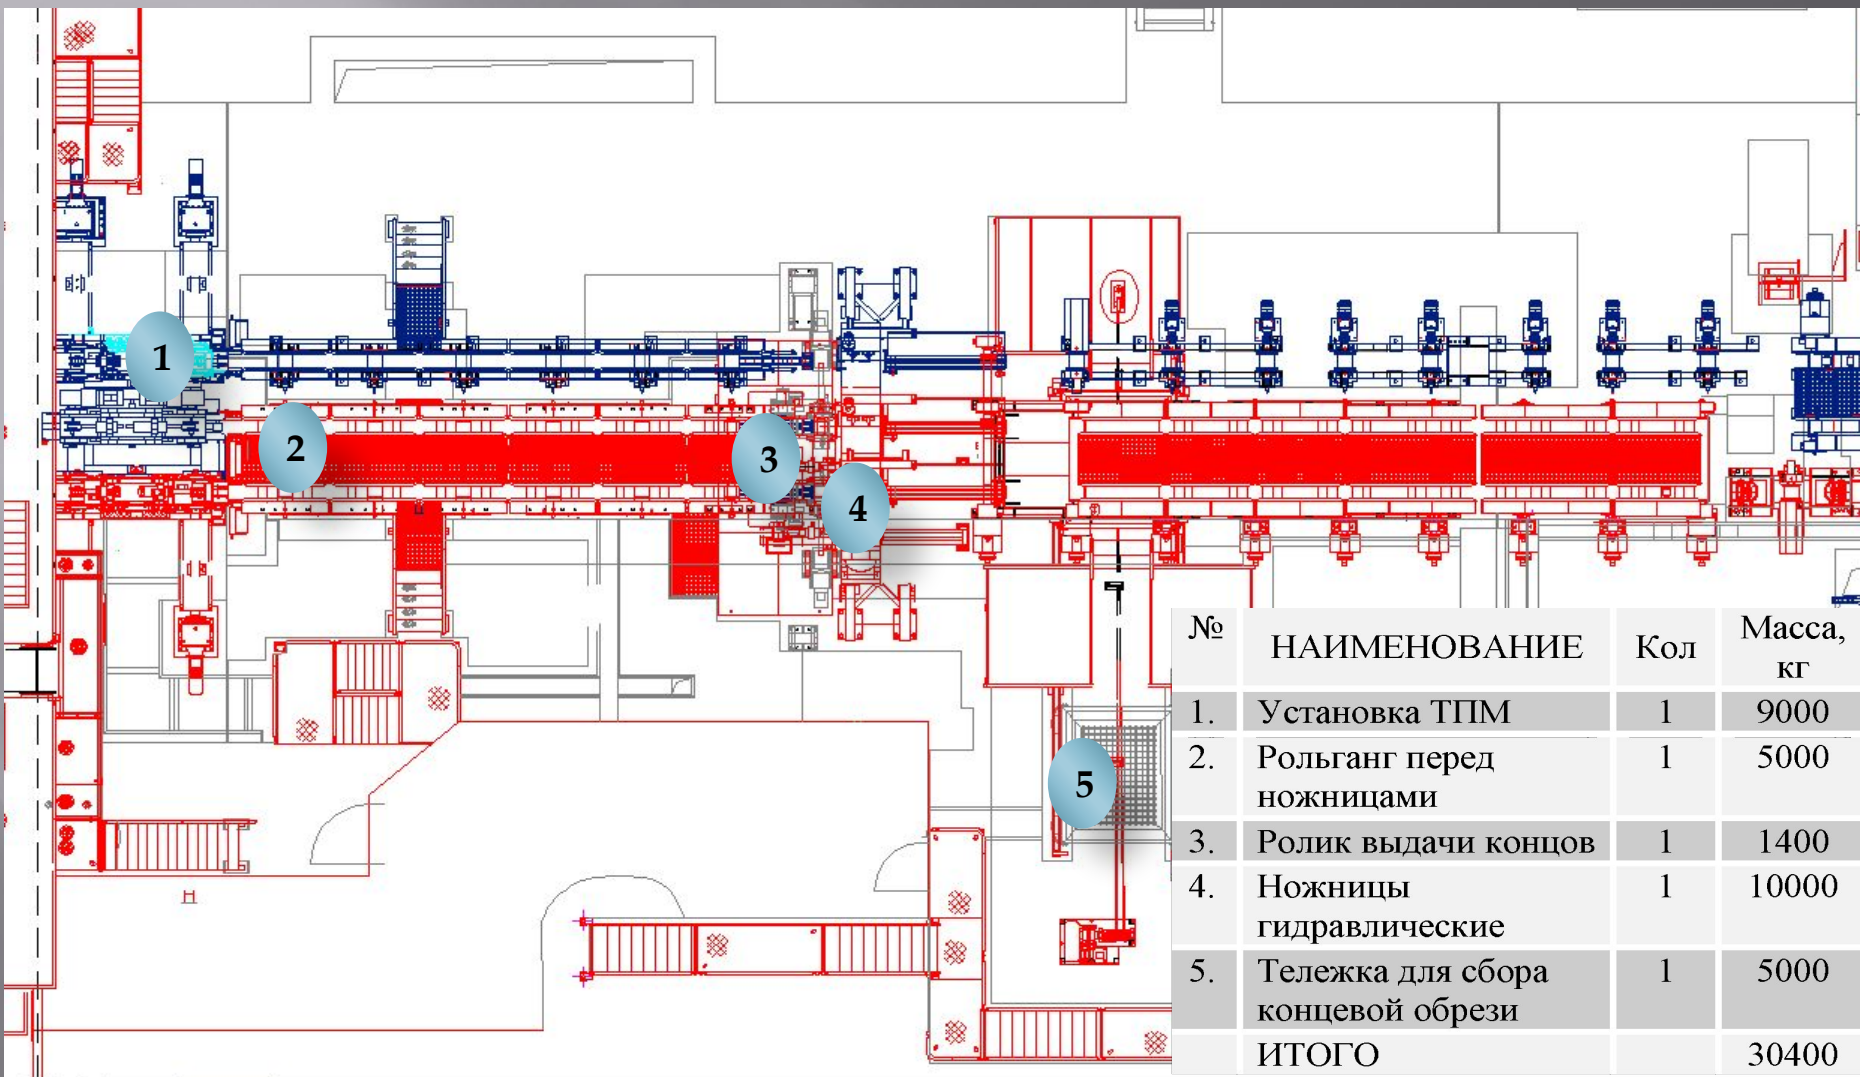 1
2
3
4
5
H
№ НАИМЕНОВАНИЕ Кол Масса, кг
1. Установка ТПМ 1 9000
2. Рольганг перед 1 5000
ножницами
3. Ролик выдачи концов 1 1400
4. Ножницы 1 10000
гидравлические
5. Тележка для сбора 1 5000
концевой обрези
ИТОГО 30400